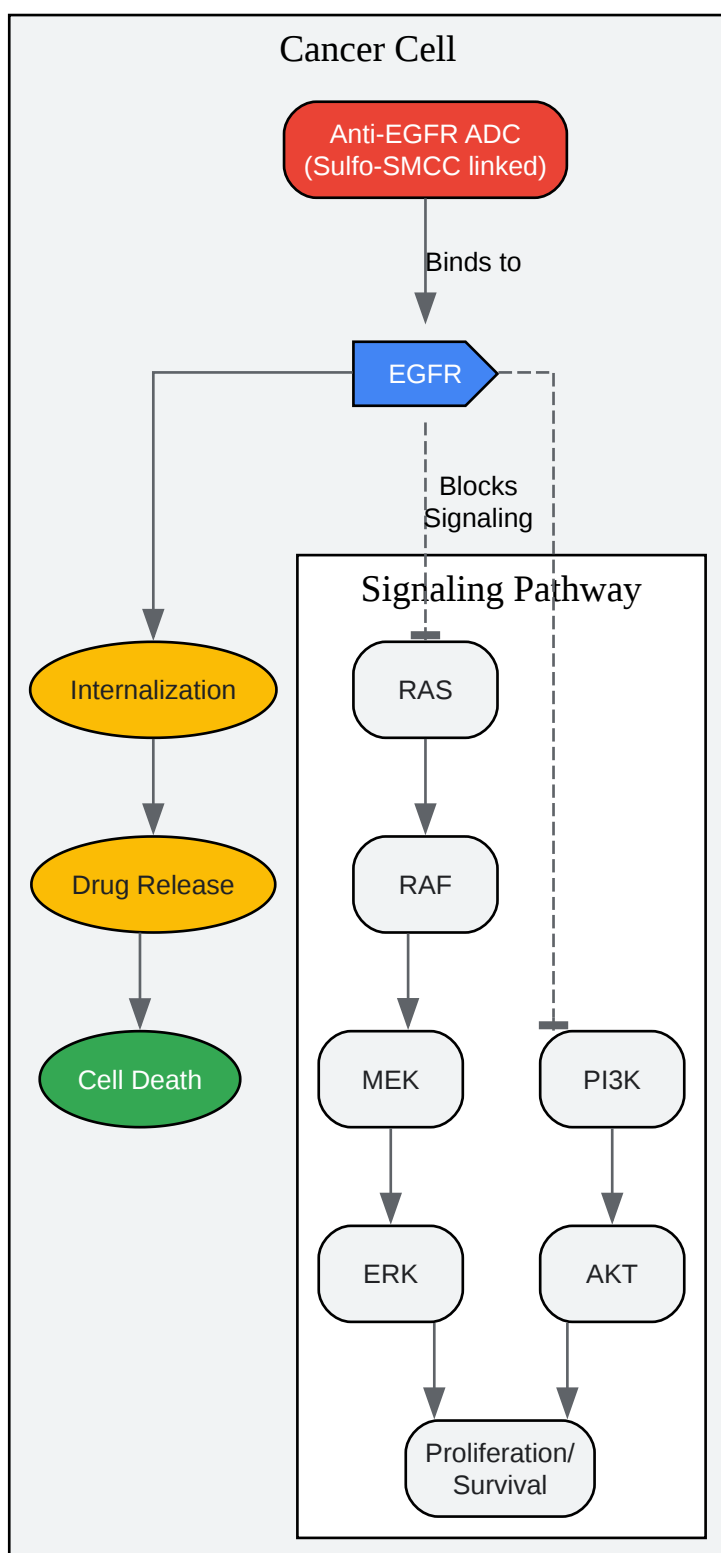 Cancer Cell
Anti-EGFR ADC
(Sulfo-SMCC linked)
Binds to
EGFR
Blocks
Signaling
Signaling Pathway
Internalization
RAS
Drug Release
RAF
Cell Death
MEK
PI3K
ERK
AKT
Proliferation/
Survival